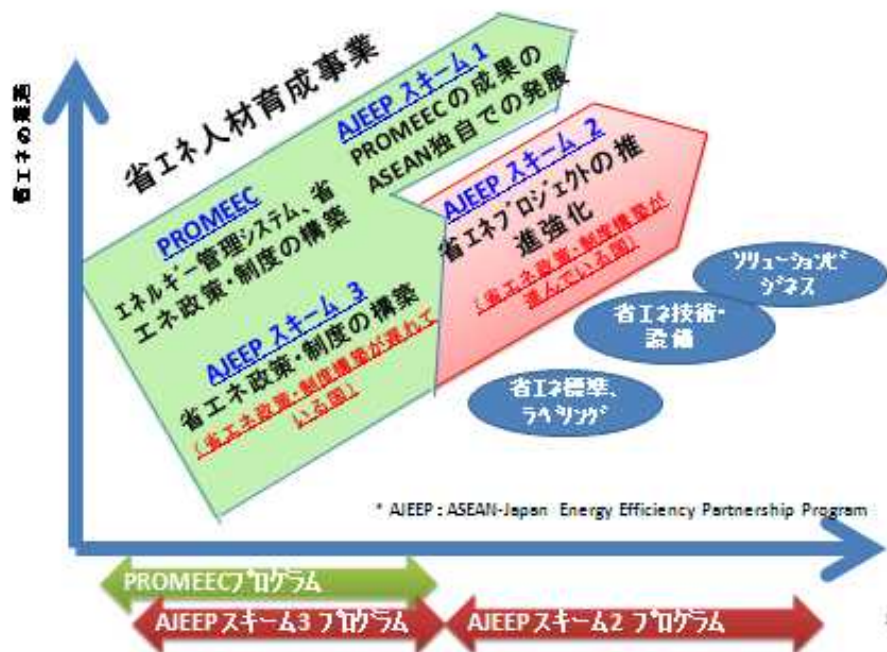 省エネの進
省エネ人材育成事業
AJEEP スキーム 1
PROMEECの成果の
ASEAN独自での発展
PROMEEC
エネルギー管理システム、省
エネ政策・制度の構築
AJEEP スキーム 3
省エネ政策・制度の構築
(省エネ政策・制度構築が遅れて
いる国)
AJEEP スキーム 2
省エネプロジェクトの推
進強化
(省エネ政策・制度構築が
進んでいる国)
ソリューションビ
ジネス
省エネ技術・
設備
省エネ標準、
ラベリング
* AJEEP : ASEAN-Japan Energy Efficiency Partnership Program
PROMEECプログラム
AJEEPスキーム3 プログラム
AJEEPスキーム2 プログラム